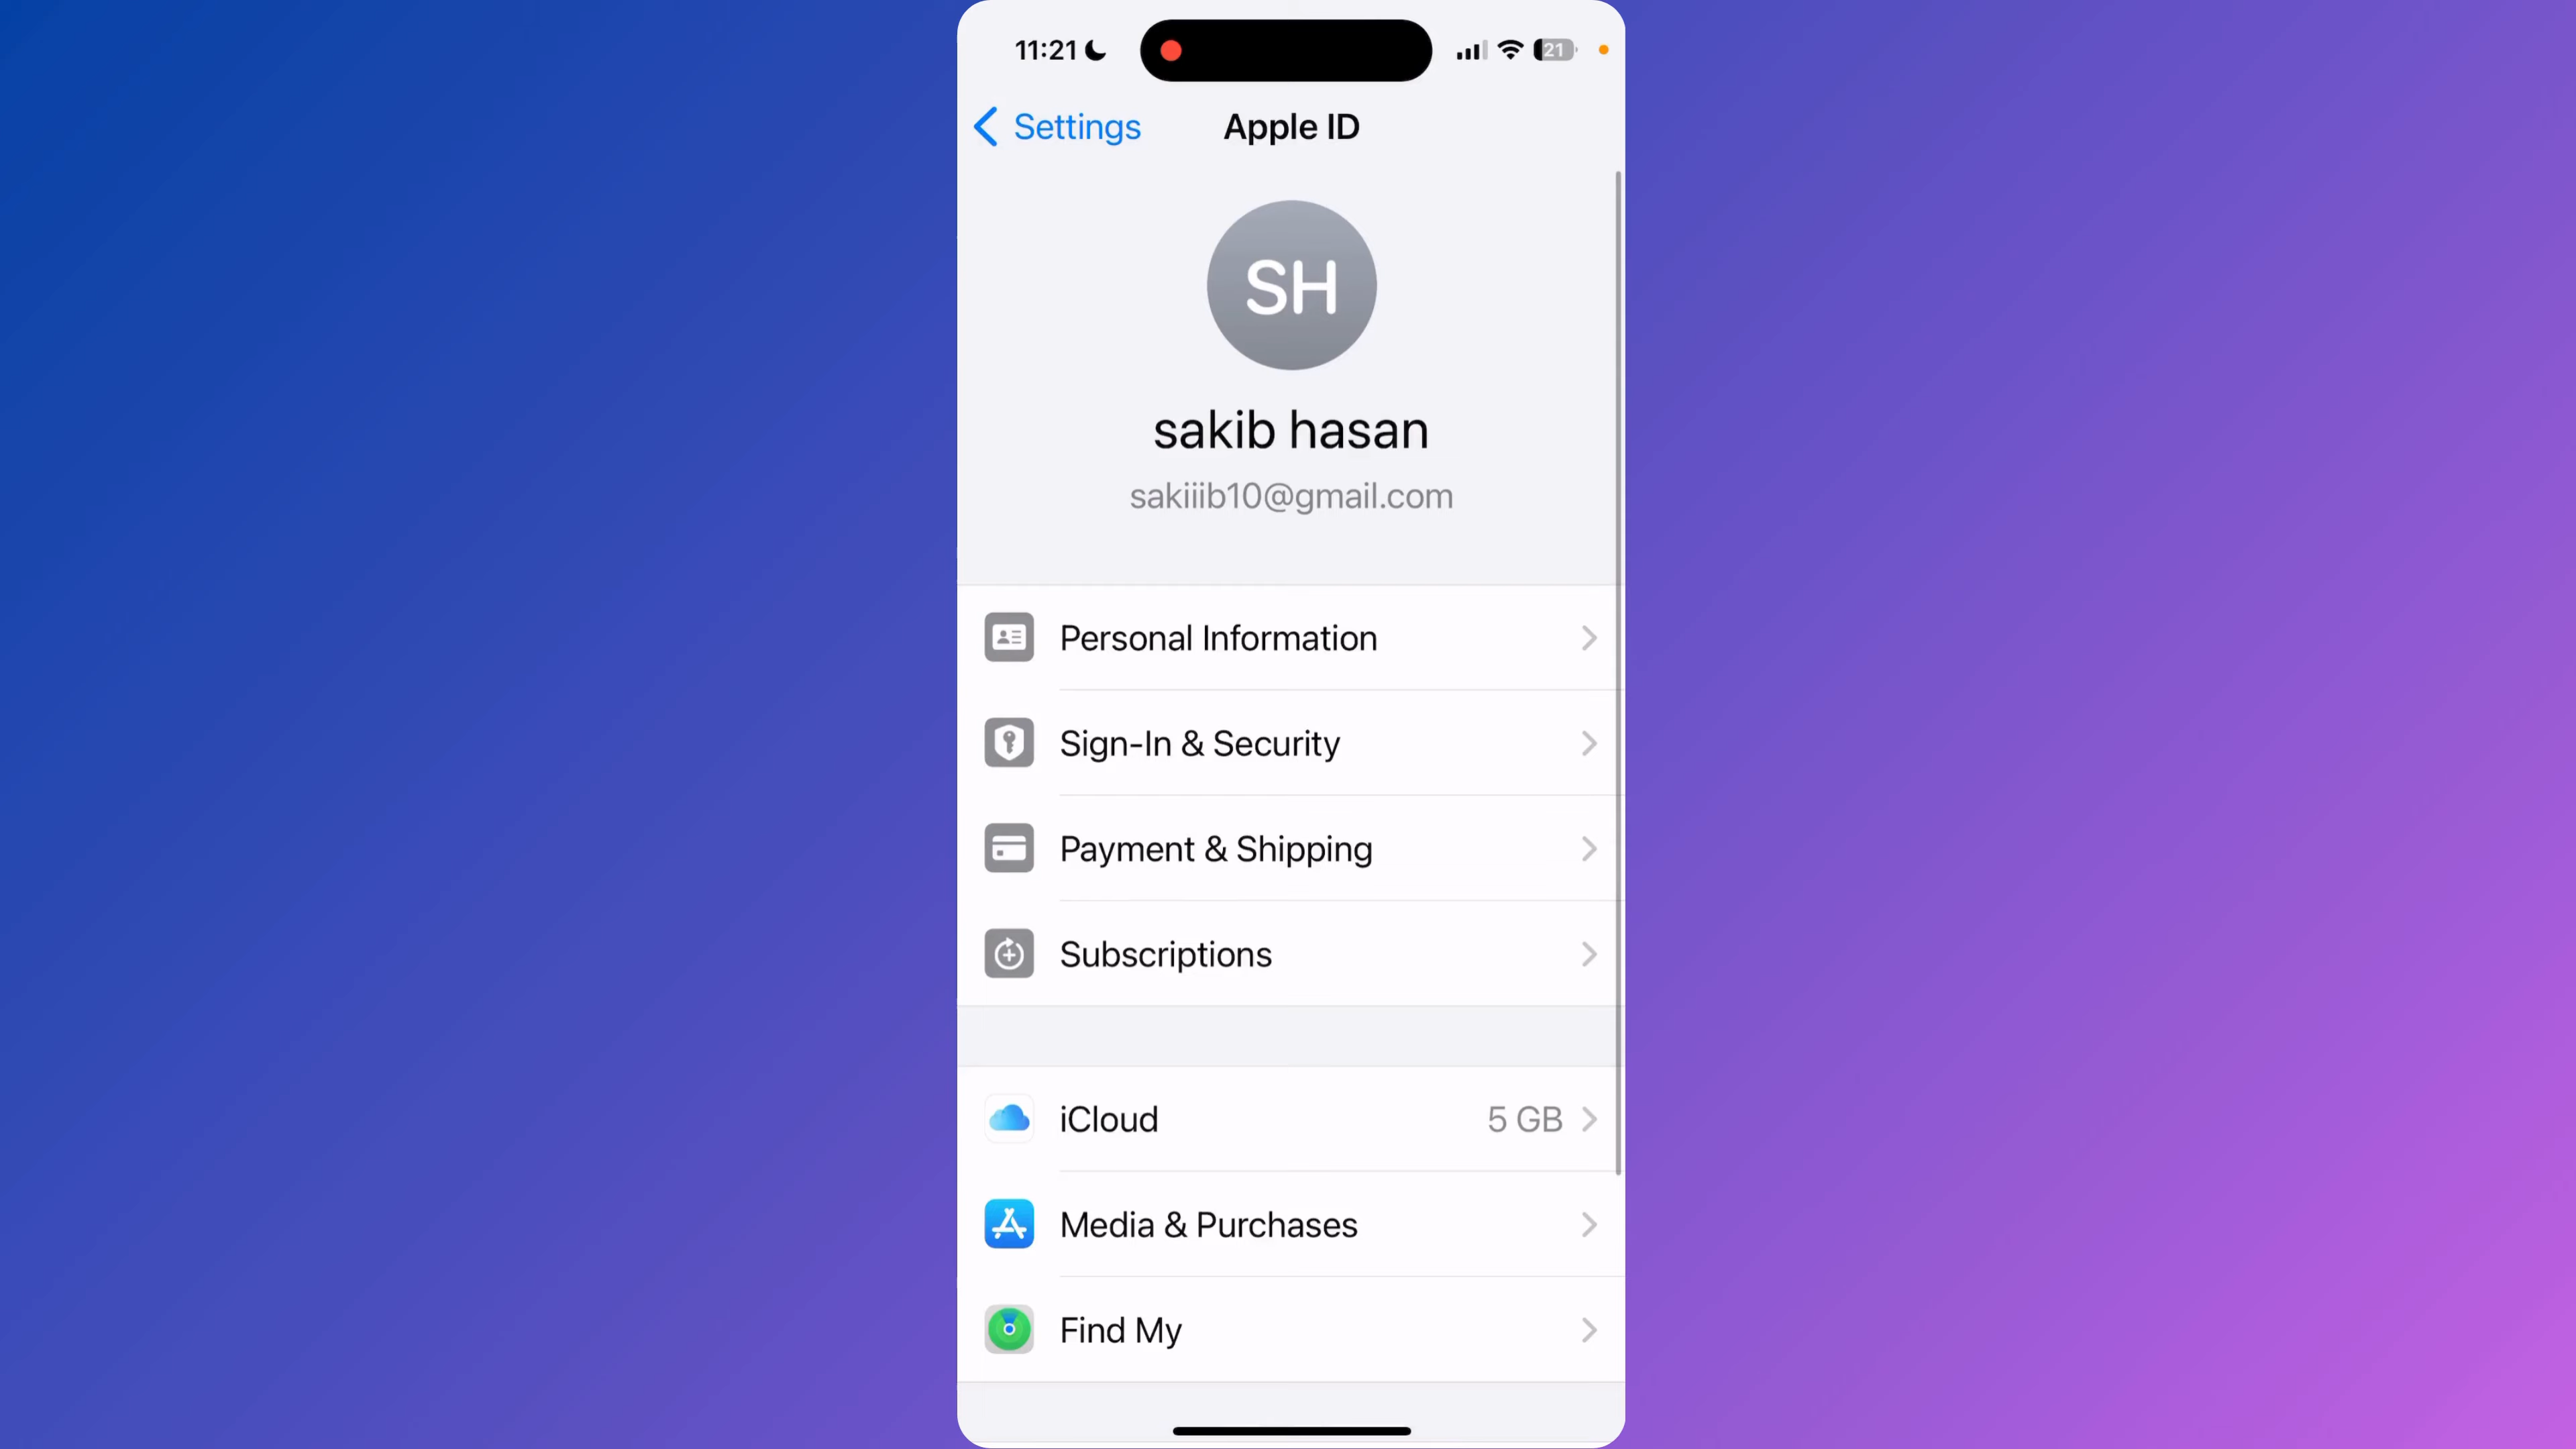 11:21
21
Settings
Apple ID
SH
sakib hasan
sakiiib10@gmail.com
Personal Information
Sign-In & Security
Payment & Shipping
Subscriptions
iCloud 5 GB
Media & Purchases
Find My